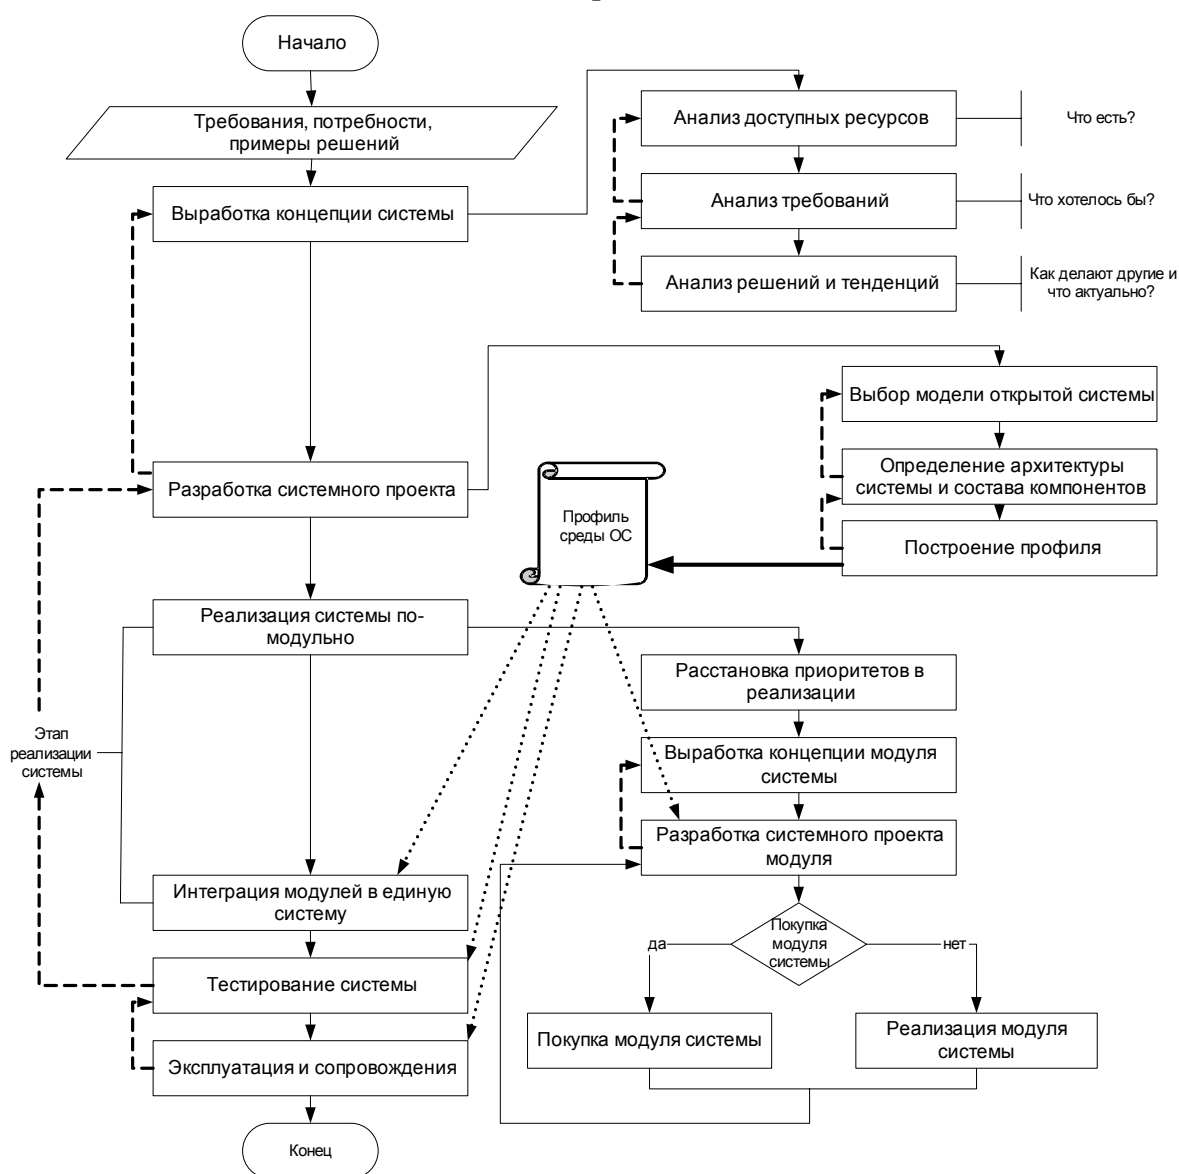 Начало
Требования, потребности,
примеры решений
Выработка концепции системы
Анализ доступных ресурсов
Что есть?
Анализ требований
Что хотелось бы?
Анализ решений и тенденций
Как делают другие и
что актуально?
Разработка системного проекта
Выбор модели открытой системы
Определение архитектуры
системы и состава компонентов
Построение профиля
Профиль
среды ОС
Реализация системы по-
модульно
Этап
реализации
системы
Расстановка приоритетов в
реализации
Выработка концепции модуля
системы
Разработка системного проекта
модуля
Покупка
модуля
системы
да
нет
Покупка модуля системы
Реализация модуля
системы
Интеграция модулей в единую
систему
Тестирование системы
Эксплуатация и сопровождения
Конец